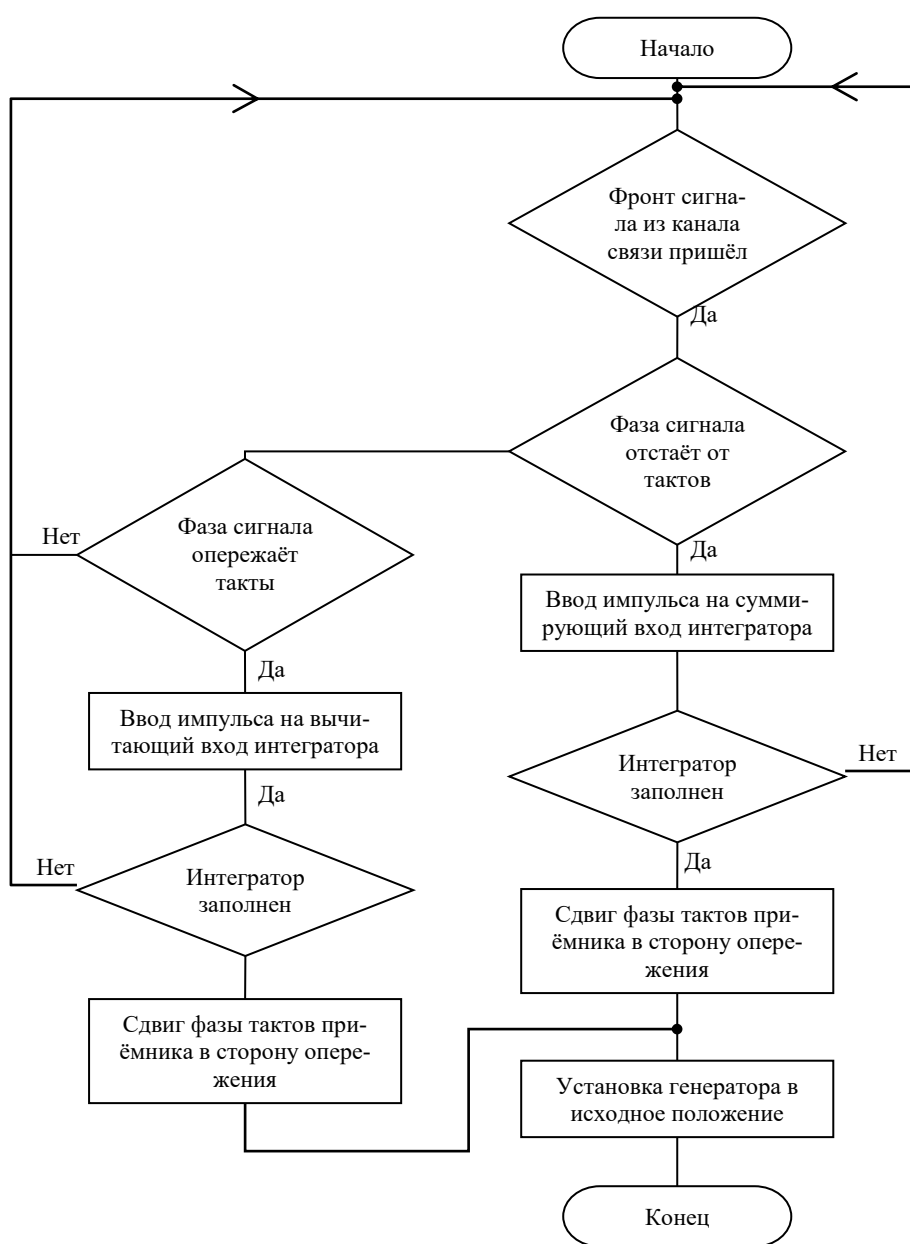 Начало
Фронт сигна-
ла из канала
связи пришёл
Да
Фаза сигнала
отстаёт от
тактов
Да
Нет
Фаза сигнала
опережаёт
такты
Да
Ввод импульса на сумми-
рующий вход интегратора
Ввод импульса на вычи-
тающий вход интегратора
Да
Интегратор
заполнен
Нет
Да
Нет
Интегратор
заполнен
Сдвиг фазы тактов при-
ёмника в сторону опере-
жения
Сдвиг фазы тактов при-
ёмника в сторону опере-
жения
Установка генератора в
исходное положение
Конец